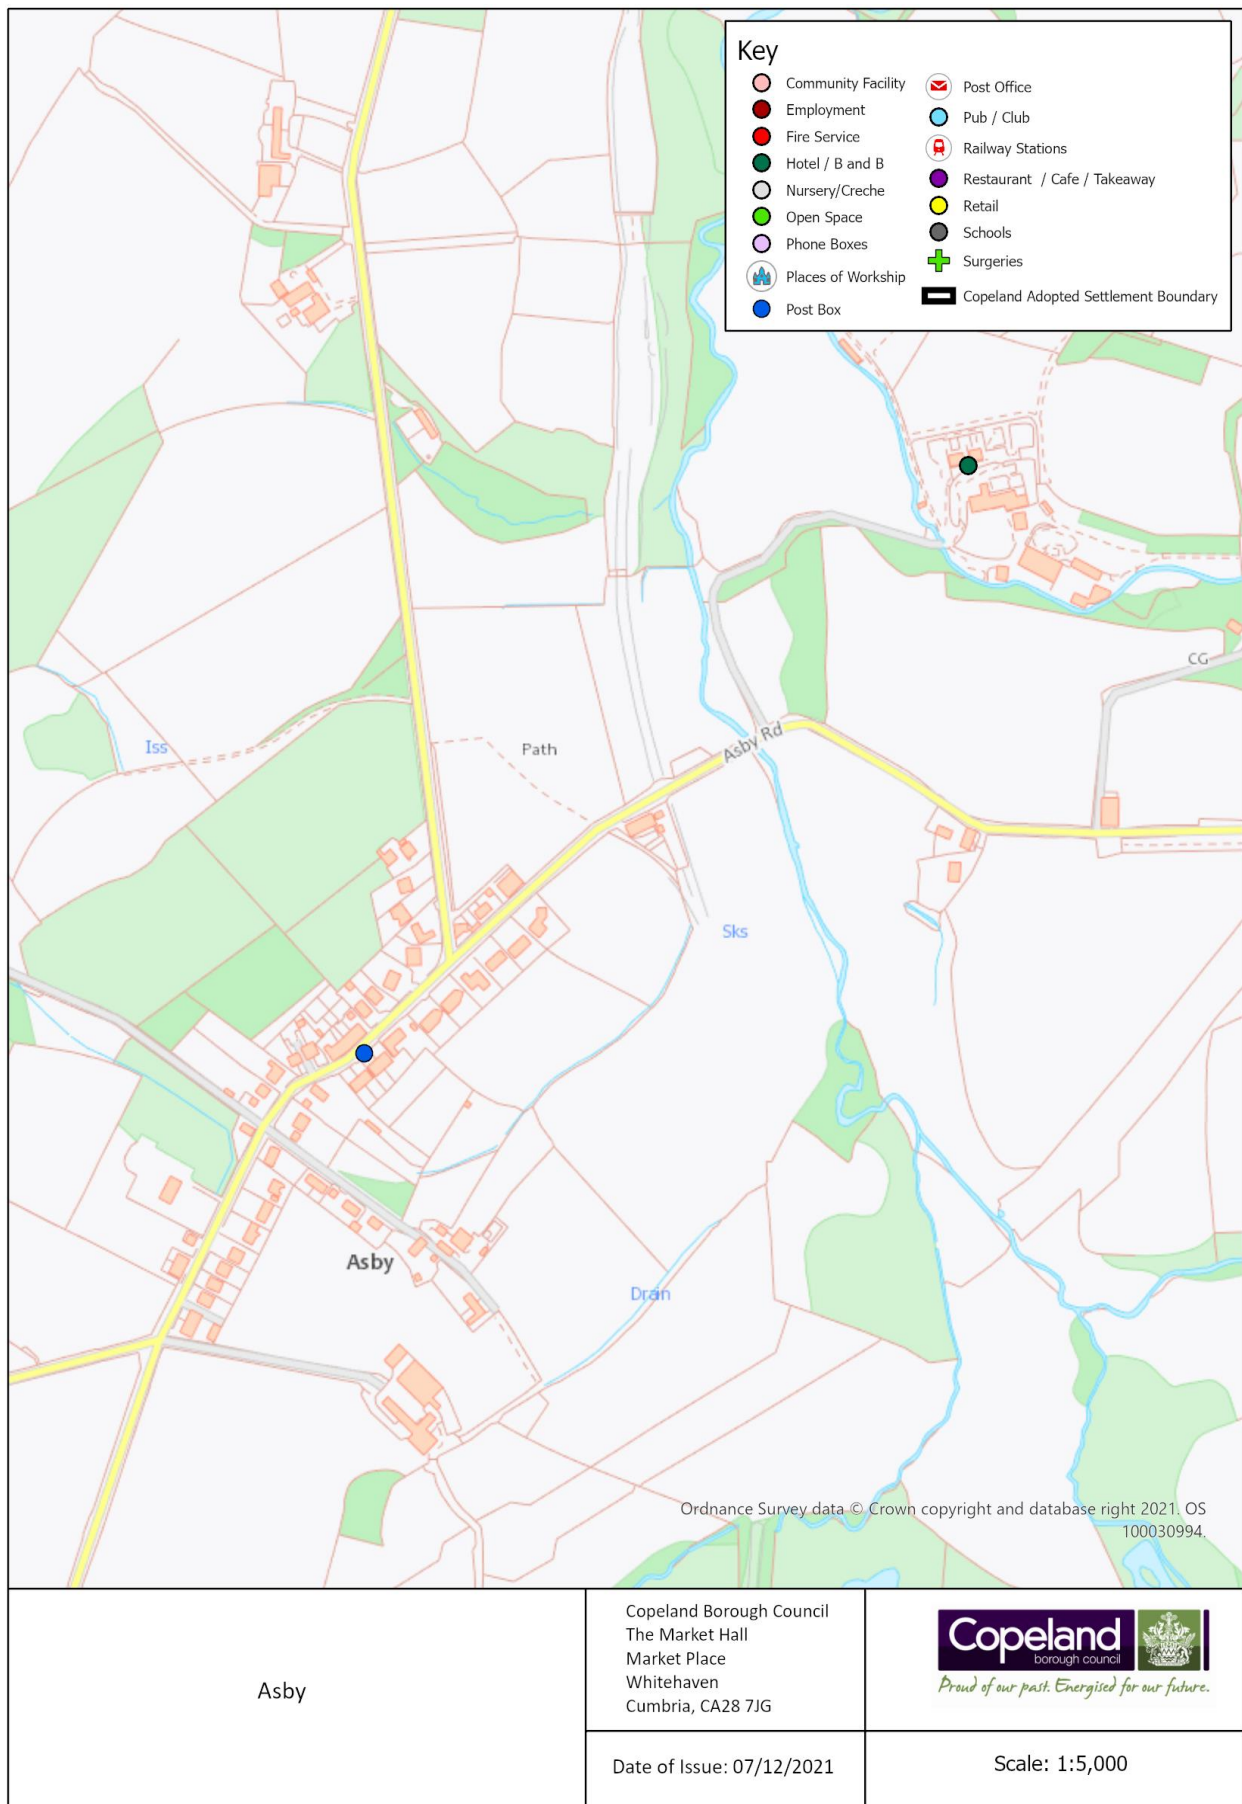 Key
Community Facility
Employment
Fire Service
Hotel / B and B
Nursery/Creche
Open Space
Phone Boxes
Places of Workship
Post Box
Post Office
Pub / Club
Railway Stations
Restaurant / Cafe / Takeaway
Retail
Schools
Surgeries
Copeland Adopted Settlement Boundary
CG
Iss
Path
Asby Rd
Sks
Asby
Drain
Ordnance Survey data © Crown copyright and database right 2021. OS
100030994.
Asby
Copeland Borough Council
The Market Hall
Market Place
Whitehaven
Cumbria, CA28 7JG
Date of Issue: 07/12/2021
Copeland
borough council
Proud of our past. Energised for our future.
Scale: 1:5,000